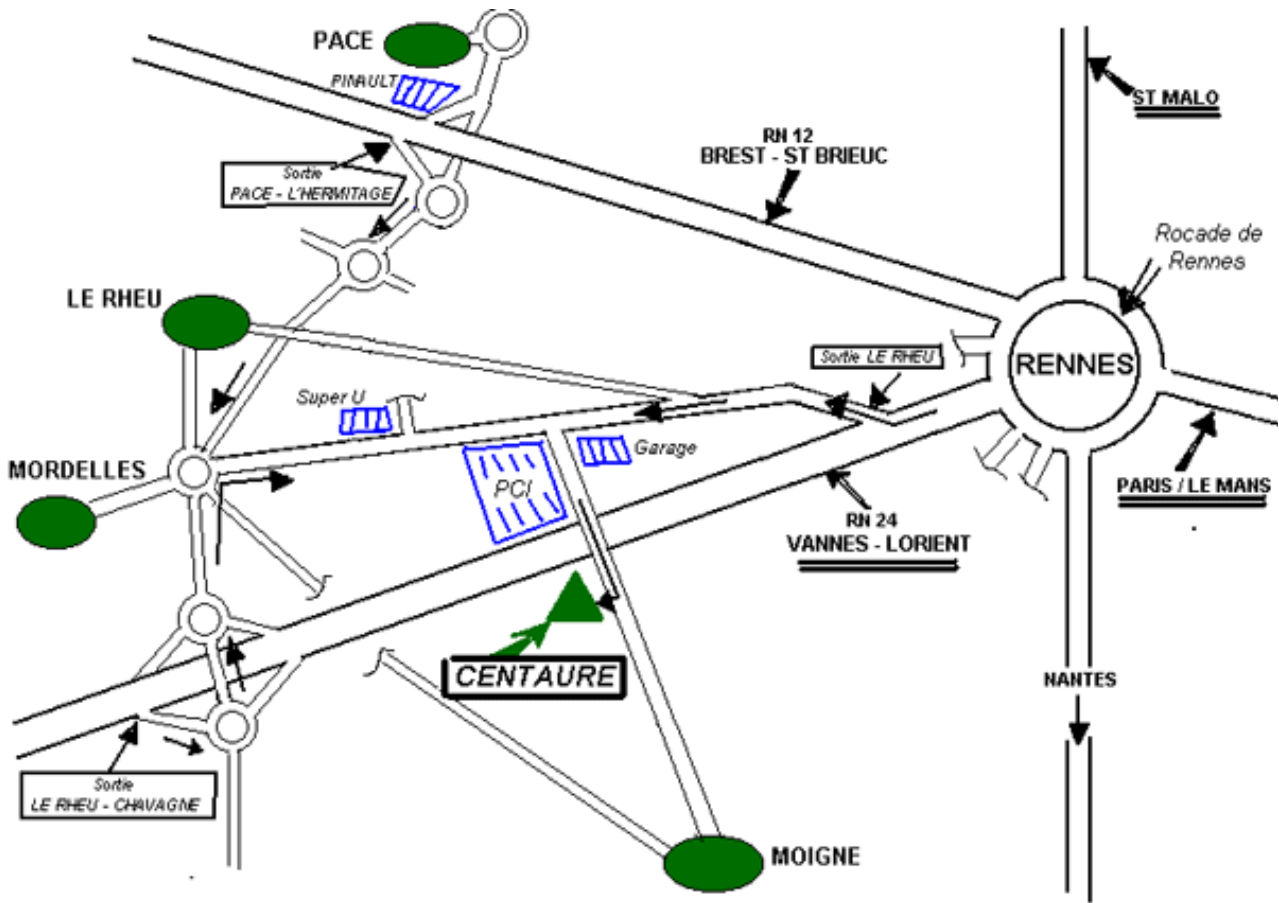 PACE
PINAULT
ST MALO
RN 12
BREST - ST BRIEUC
Sortie
PACE - L'HERMITAGE
Rocade de
Rennes
LE RHEU
Sortie LE RHEU
RENNES
Super U
Garage
MORDELLES
PCI
PARIS / LE MANS
RN 24
VANNES - LORIENT
CENTAURE
NANTES
Sortie
LE RHEU - CHAVAGNE
MOIGNE